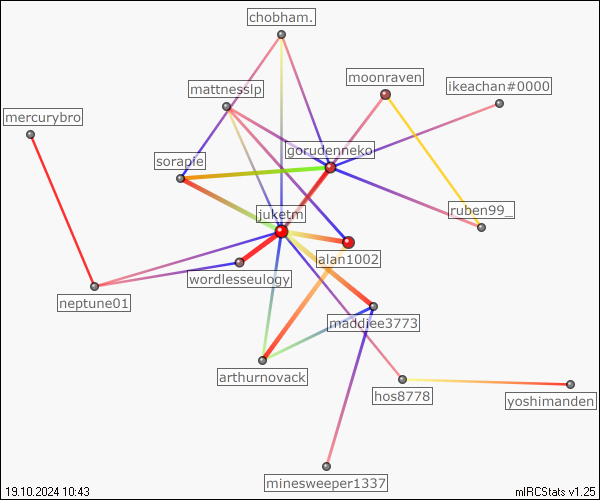 chobham.
moonraven
mattnesslp
ikeachan#0000
mercurybro
gorudenneko
sorapie
juketm
ruben99_
alan1002
wordlesseulogy
neptune01
maddiee3773
arthurnovack
hos8778
yoshimanden
minesweeper1337
19.10.2024 10:43
mIRCStats v1.25